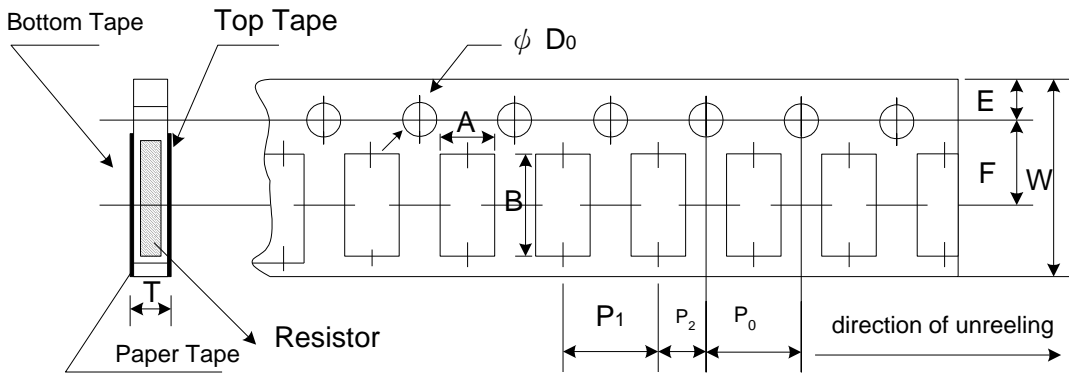 Bottom Tape
Top Tape
ψ D0
A
B
E
F
W
T
P1
P2
P0
Resistor
Paper Tape
direction of unreeling